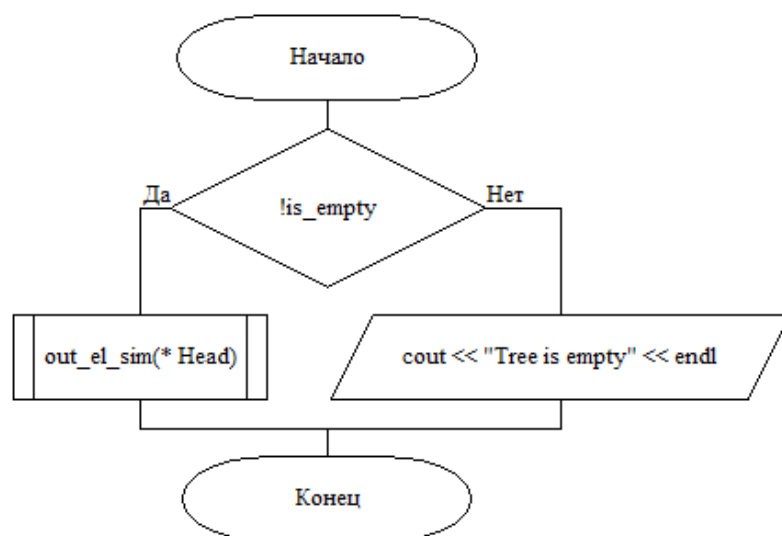 Начало
Да
Нет
!is_empty
out_el_sim(* Head)
cout << "Tree is empty" << endl
Конец